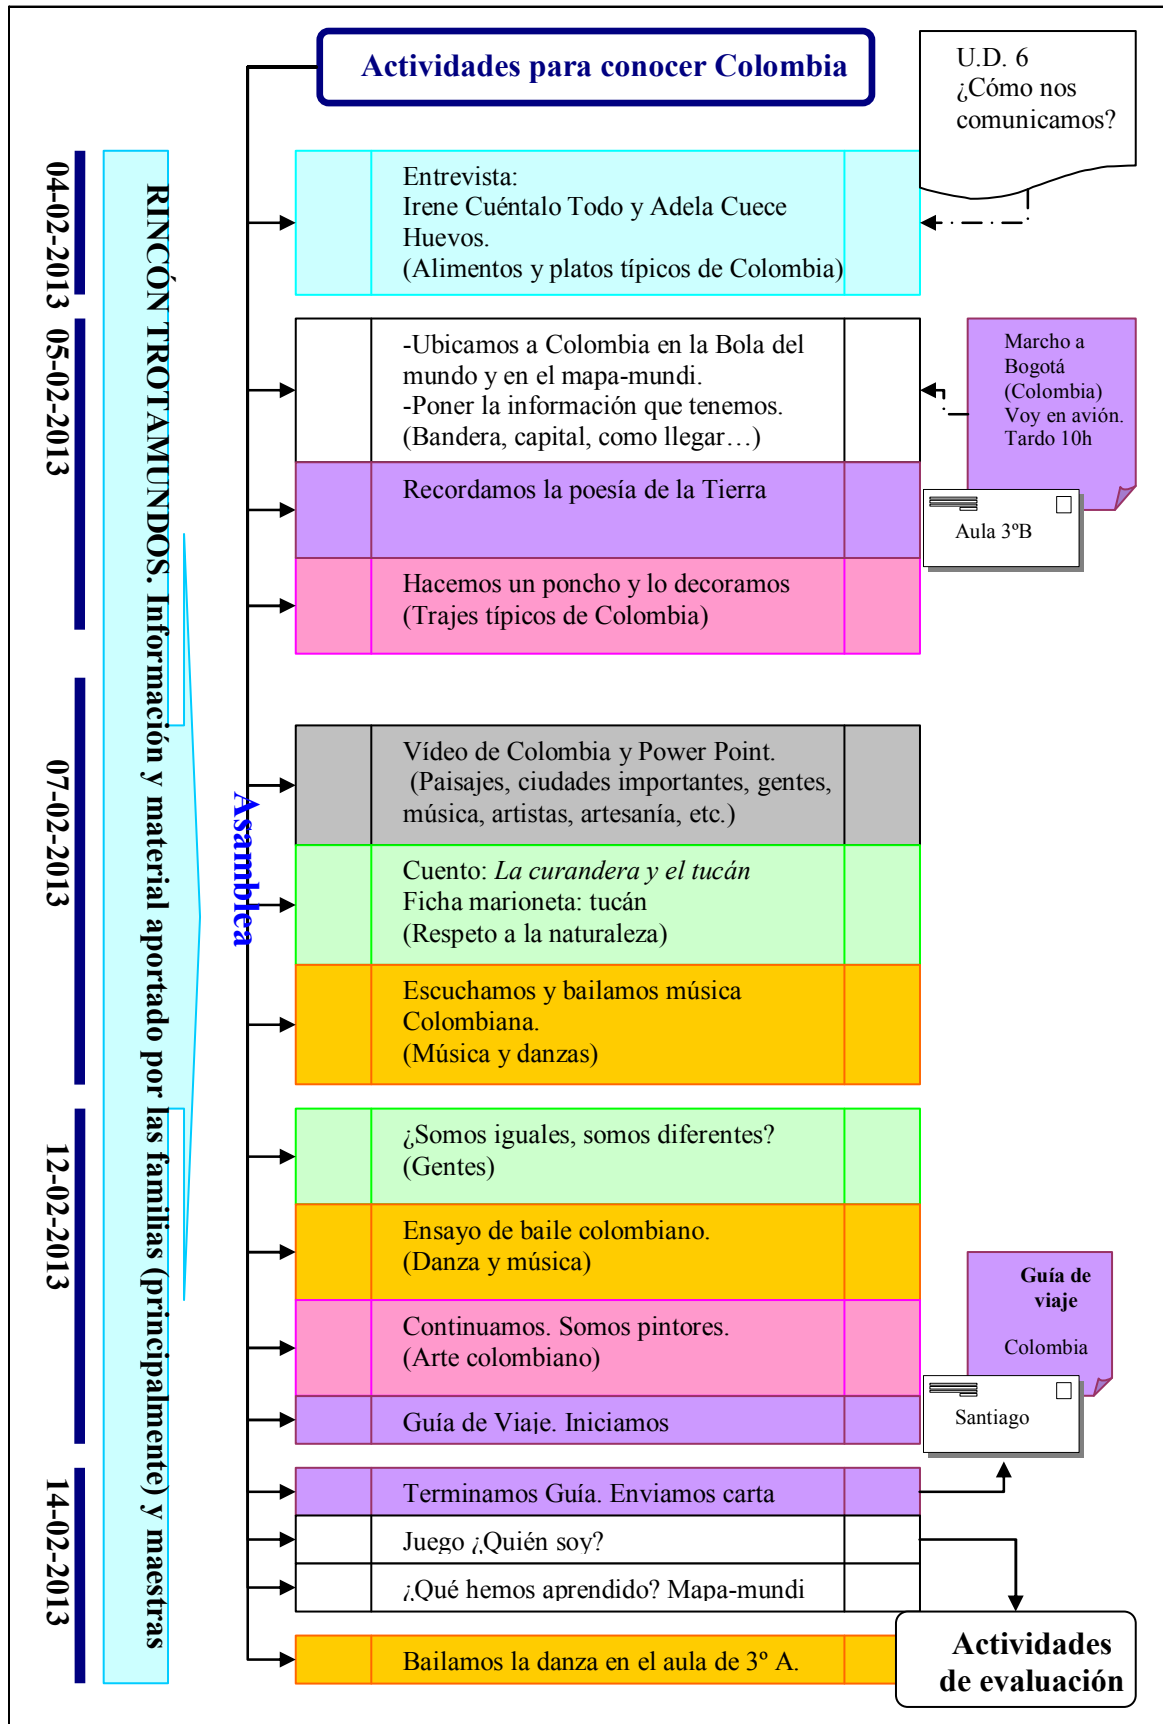 Actividades para conocer Colombia
U.D. 6
¿Cómo nos
comunicamos?
04-02-2013
05-02-2013
07-02-2013
12-02-2013
14-02-2013
RINCÓN TROTAMUNDOS. Información y material aportado por las familias (principalmente) y maestras
Asamblea
Entrevista:
Irene Cuéntalo Todo y Adela Cuece
Huevos.
(Alimentos y platos típicos de Colombia)
-Ubicamos a Colombia en la Bola del
mundo y en el mapa-mundi.
-Poner la información que tenemos.
(Bandera, capital, como llegar…)
Marcho a
Bogotá
(Colombia)
Voy en avión.
Tardo 10h
Aula 3ºB
Recordamos la poesía de la Tierra
Hacemos un poncho y lo decoramos
(Trajes típicos de Colombia)
Vídeo de Colombia y Power Point.
(Paisajes, ciudades importantes, gentes,
música, artistas, artesanía, etc.)
Cuento: La curandera y el tucán
Ficha marioneta: tucán
(Respeto a la naturaleza)
Escuchamos y bailamos música
Colombiana.
(Música y danzas)
¿Somos iguales, somos diferentes?
(Gentes)
Ensayo de baile colombiano.
(Danza y música)
Continuamos. Somos pintores.
(Arte colombiano)
Guía de Viaje. Iniciamos
Guía de
viaje
Colombia
Santiago
Terminamos Guía. Enviamos carta
Juego ¿Quién soy?
¿Qué hemos aprendido? Mapa-mundi
Bailamos la danza en el aula de 3º A.
Actividades
de evaluación